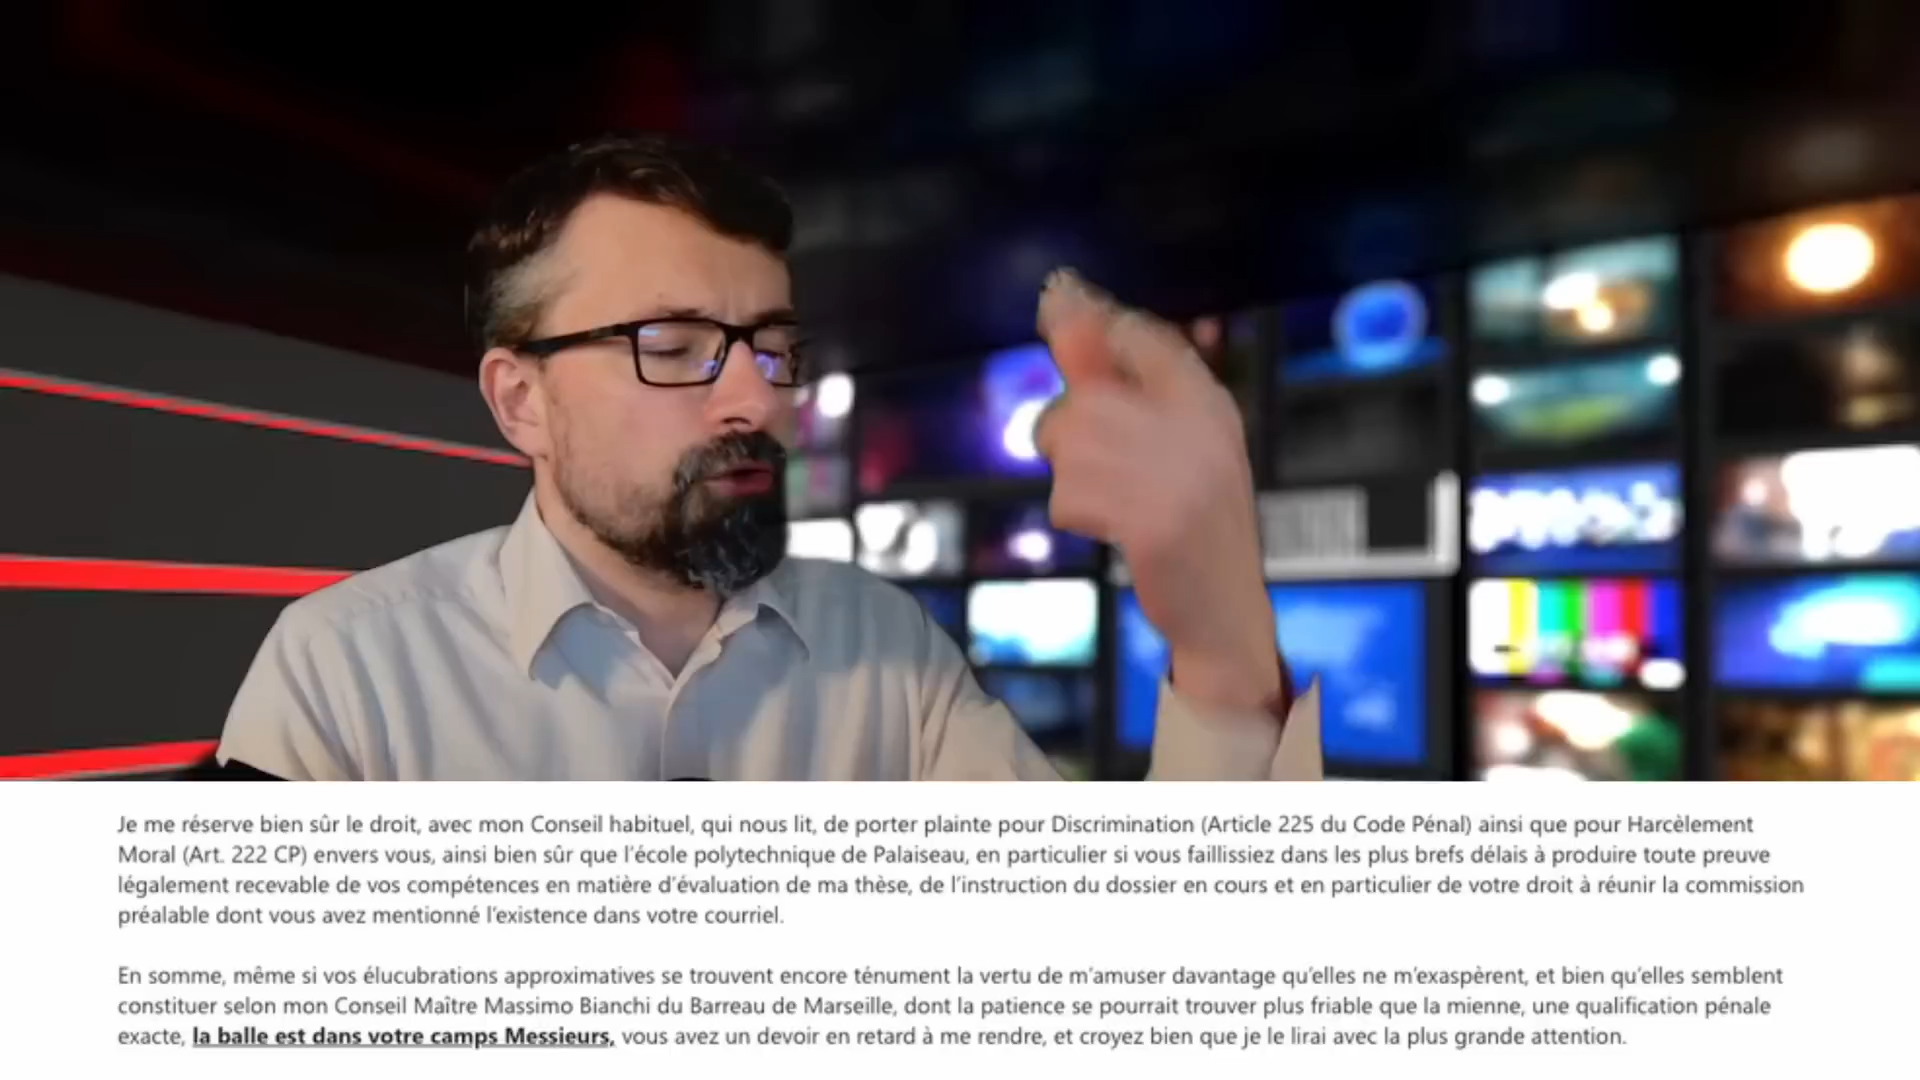 Je me réserve bien sûr le droit, avec mon Conseil habituel, qui nous lit, de porter plainte pour Discrimination (Article 225 du Code Pénal) ainsi que pour Harcèlement
Moral (Art. 222 CP) envers vous, ainsi bien sûr que l'école polytechnique de Palaiseau, en particulier si vous faillissiez dans les plus brefs délais à produire toute preuve
légalement recevable de vos compétences en matière d'évaluation de ma thèse, de l'instruction du dossier en cours et en particulier de votre droit à réunir la commission
préalable dont vous avez mentionné l'existence dans votre courriel.
En somme, même si vos élucubrations approximatives se trouvent encore ténument la vertu de m'amuser davantage qu'elles ne m'exaspèrent, et bien qu'elles semblent
constituer selon mon Conseil Maître Massimo Bianchi du Barreau de Marseille, dont la patience se pourrait trouver plus friable que la mienne, une qualification pénale
exacte, la balle est dans votre camps Messieurs, vous avez un devoir en retard à me rendre, et croyez bien que je le lirai avec la plus grande attention.